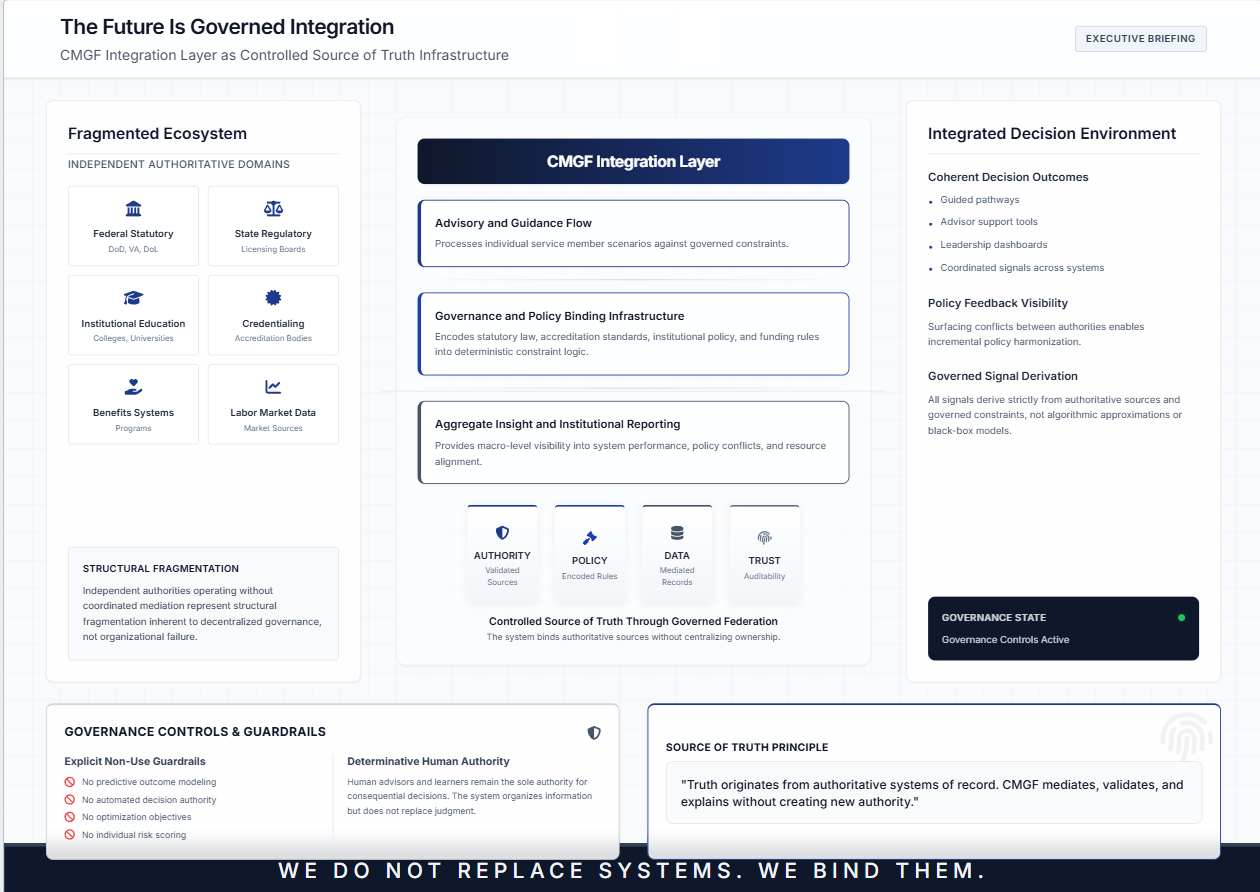 The Future Is Governed Integration
CMGF Integration Layer as Controlled Source of Truth Infrastructure
EXECUTIVE BRIEFING
Fragmented Ecosystem
INDEPENDENT AUTHORITATIVE DOMAINS
Federal Statutory
DoD, VA, DoL
State Regulatory
Licensing Boards
Institutional Education
Colleges, Universities
Credentialing
Accreditation Bodies
Benefits Systems
Programs
Labor Market Data
Market Sources
STRUCTURAL FRAGMENTATION
Independent authorities operating without
coordinated mediation represent structural
fragmentation inherent to decentralized governance,
not organizational failure.
CMGF Integration Layer
Advisory and Guidance Flow
Processes individual service member scenarios against governed constraints.
Governance and Policy Binding Infrastructure
Encodes statutory law, accreditation standards, institutional policy, and funding rules
into deterministic constraint logic.
Aggregate Insight and Institutional Reporting
Provides macro-level visibility into system performance, policy conflicts, and resource
alignment.
AUTHORITY
Validated
Sources
POLICY
Encoded Rules
DATA
Mediated
Records
TRUST
Auditability
Controlled Source of Truth Through Governed Federation
The system binds authoritative sources without centralizing ownership.
Integrated Decision Environment
Coherent Decision Outcomes
• Guided pathways
• Advisor support tools
• Leadership dashboards
• Coordinated signals across systems
Policy Feedback Visibility
Surfacing conflicts between authorities enables
incremental policy harmonization.
Governed Signal Derivation
All signals derive strictly from authoritative sources and
governed constraints, not algorithmic approximations or
black-box models.
GOVERNANCE STATE
Governance Controls Active
GOVERNANCE CONTROLS & GUARDRAILS
Explicit Non-Use Guardrails
No predictive outcome modeling
No automated decision authority
No optimization objectives
No individual risk scoring
Determinative Human Authority
Human advisors and learners remain the sole authority for
consequential decisions. The system organizes information
but does not replace judgment.
SOURCE OF TRUTH PRINCIPLE
"Truth originates from authoritative systems of record. CMGF mediates, validates, and
explains without creating new authority."
WE DO NOT REPLACE SYSTEMS. WE BIND THEM.